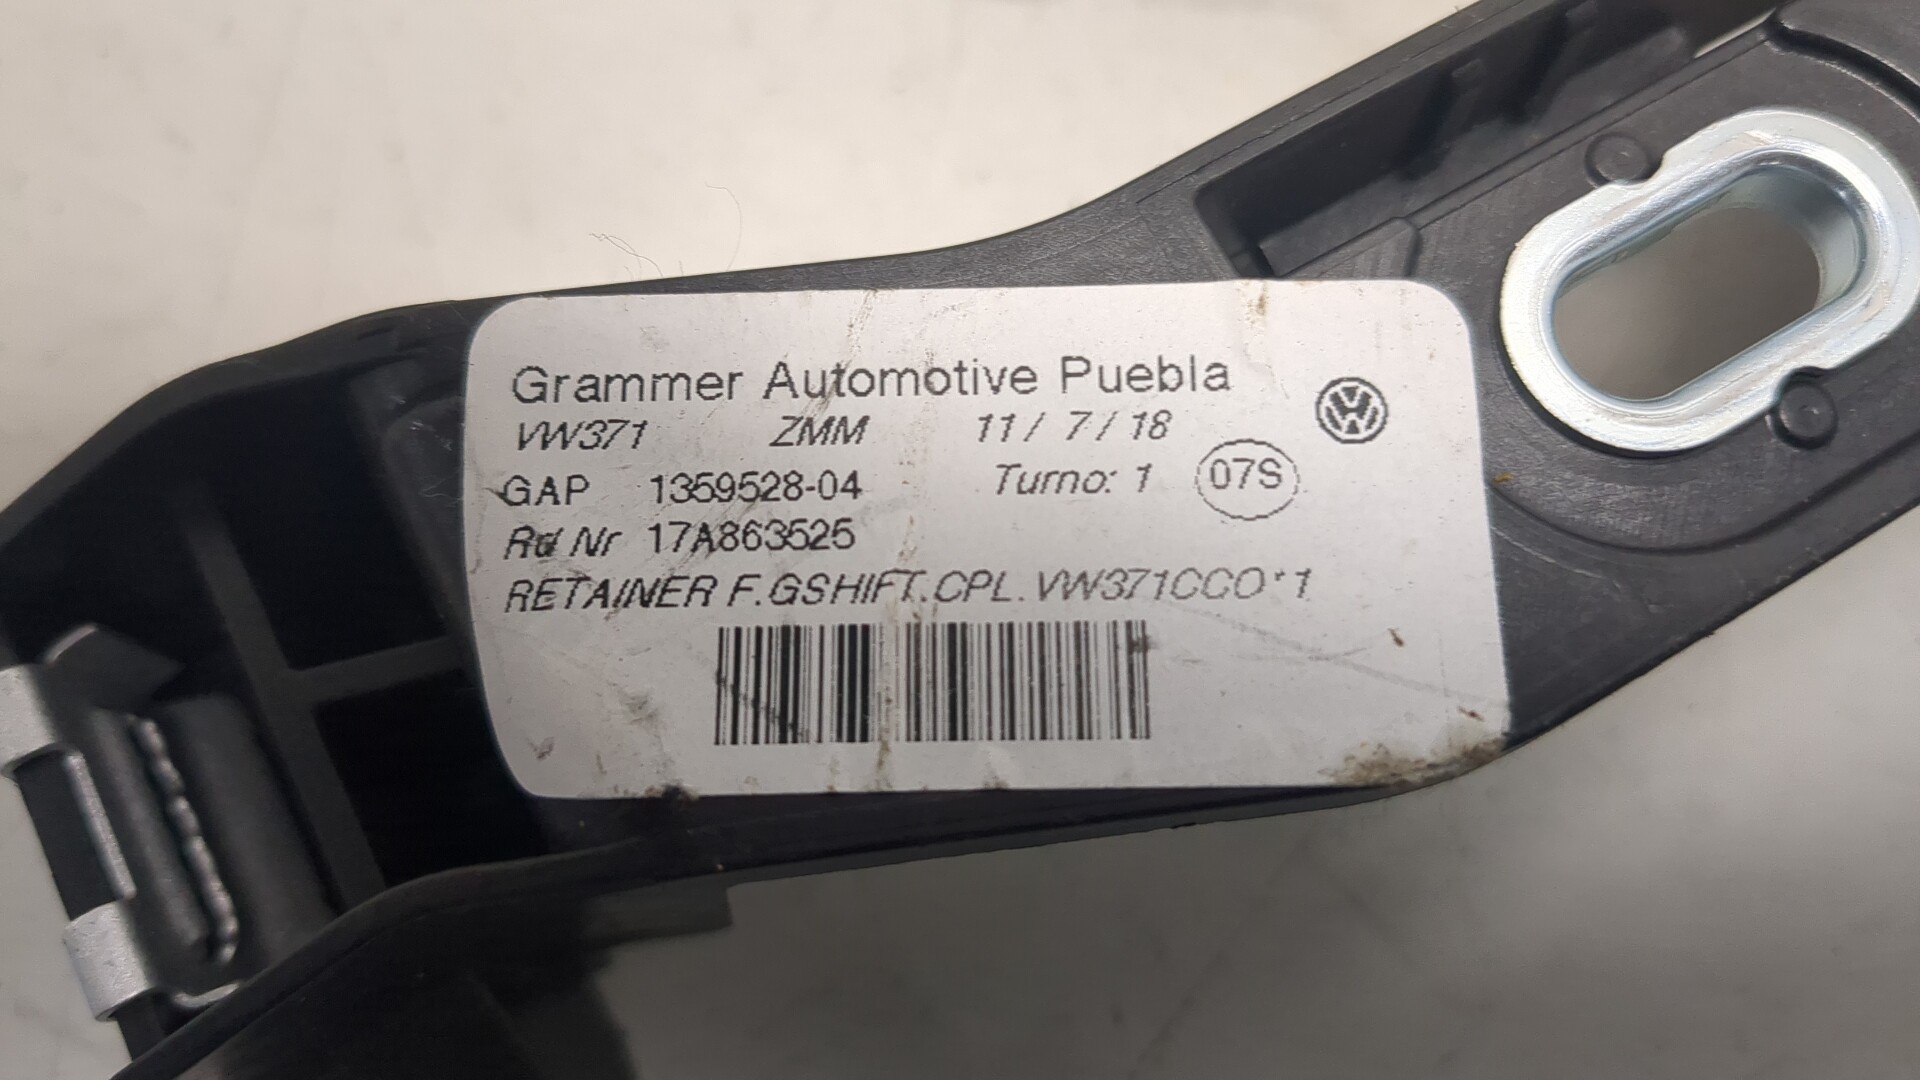 Grammer Automotive Puebla
VW371 ZMM 11/ 7/18
GAP 1359528-04 Turno: 1 07S
Rd Nr 17A863525
RETAINER F.GSHIFT.CPL. VW371CCO*1